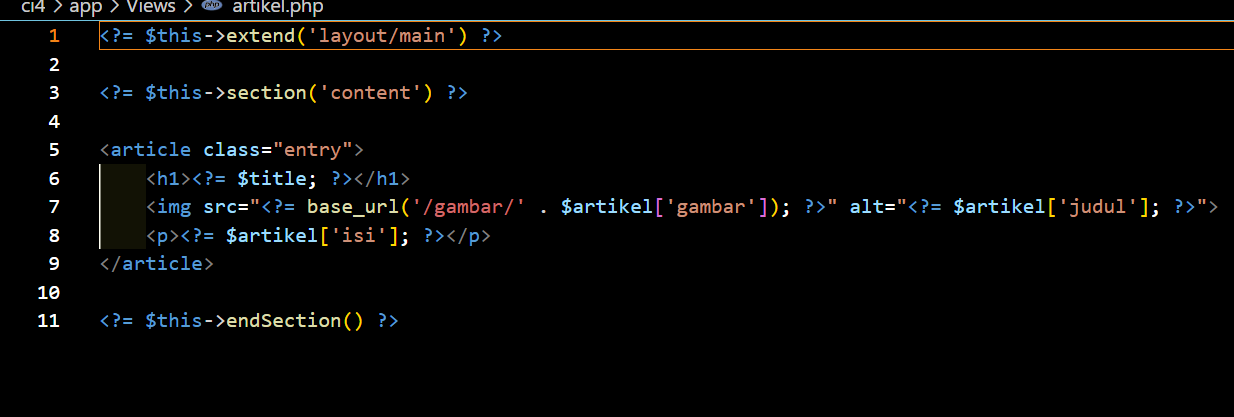 ci4 > app > Views > php artikel.php
1 <?= $this->extend('layout/main') ?>
2
3 <?= $this->section('content') ?>
4
5 <article class="entry">
6     <h1><?= $title; ?></h1>
7     <img src="<?= base_url('/gambar/' . $artikel['gambar']); ?>" alt="<?= $artikel['judul']; ?>">
8     <p><?= $artikel['isi']; ?></p>
9 </article>
10
11 <?= $this->endSection() ?>